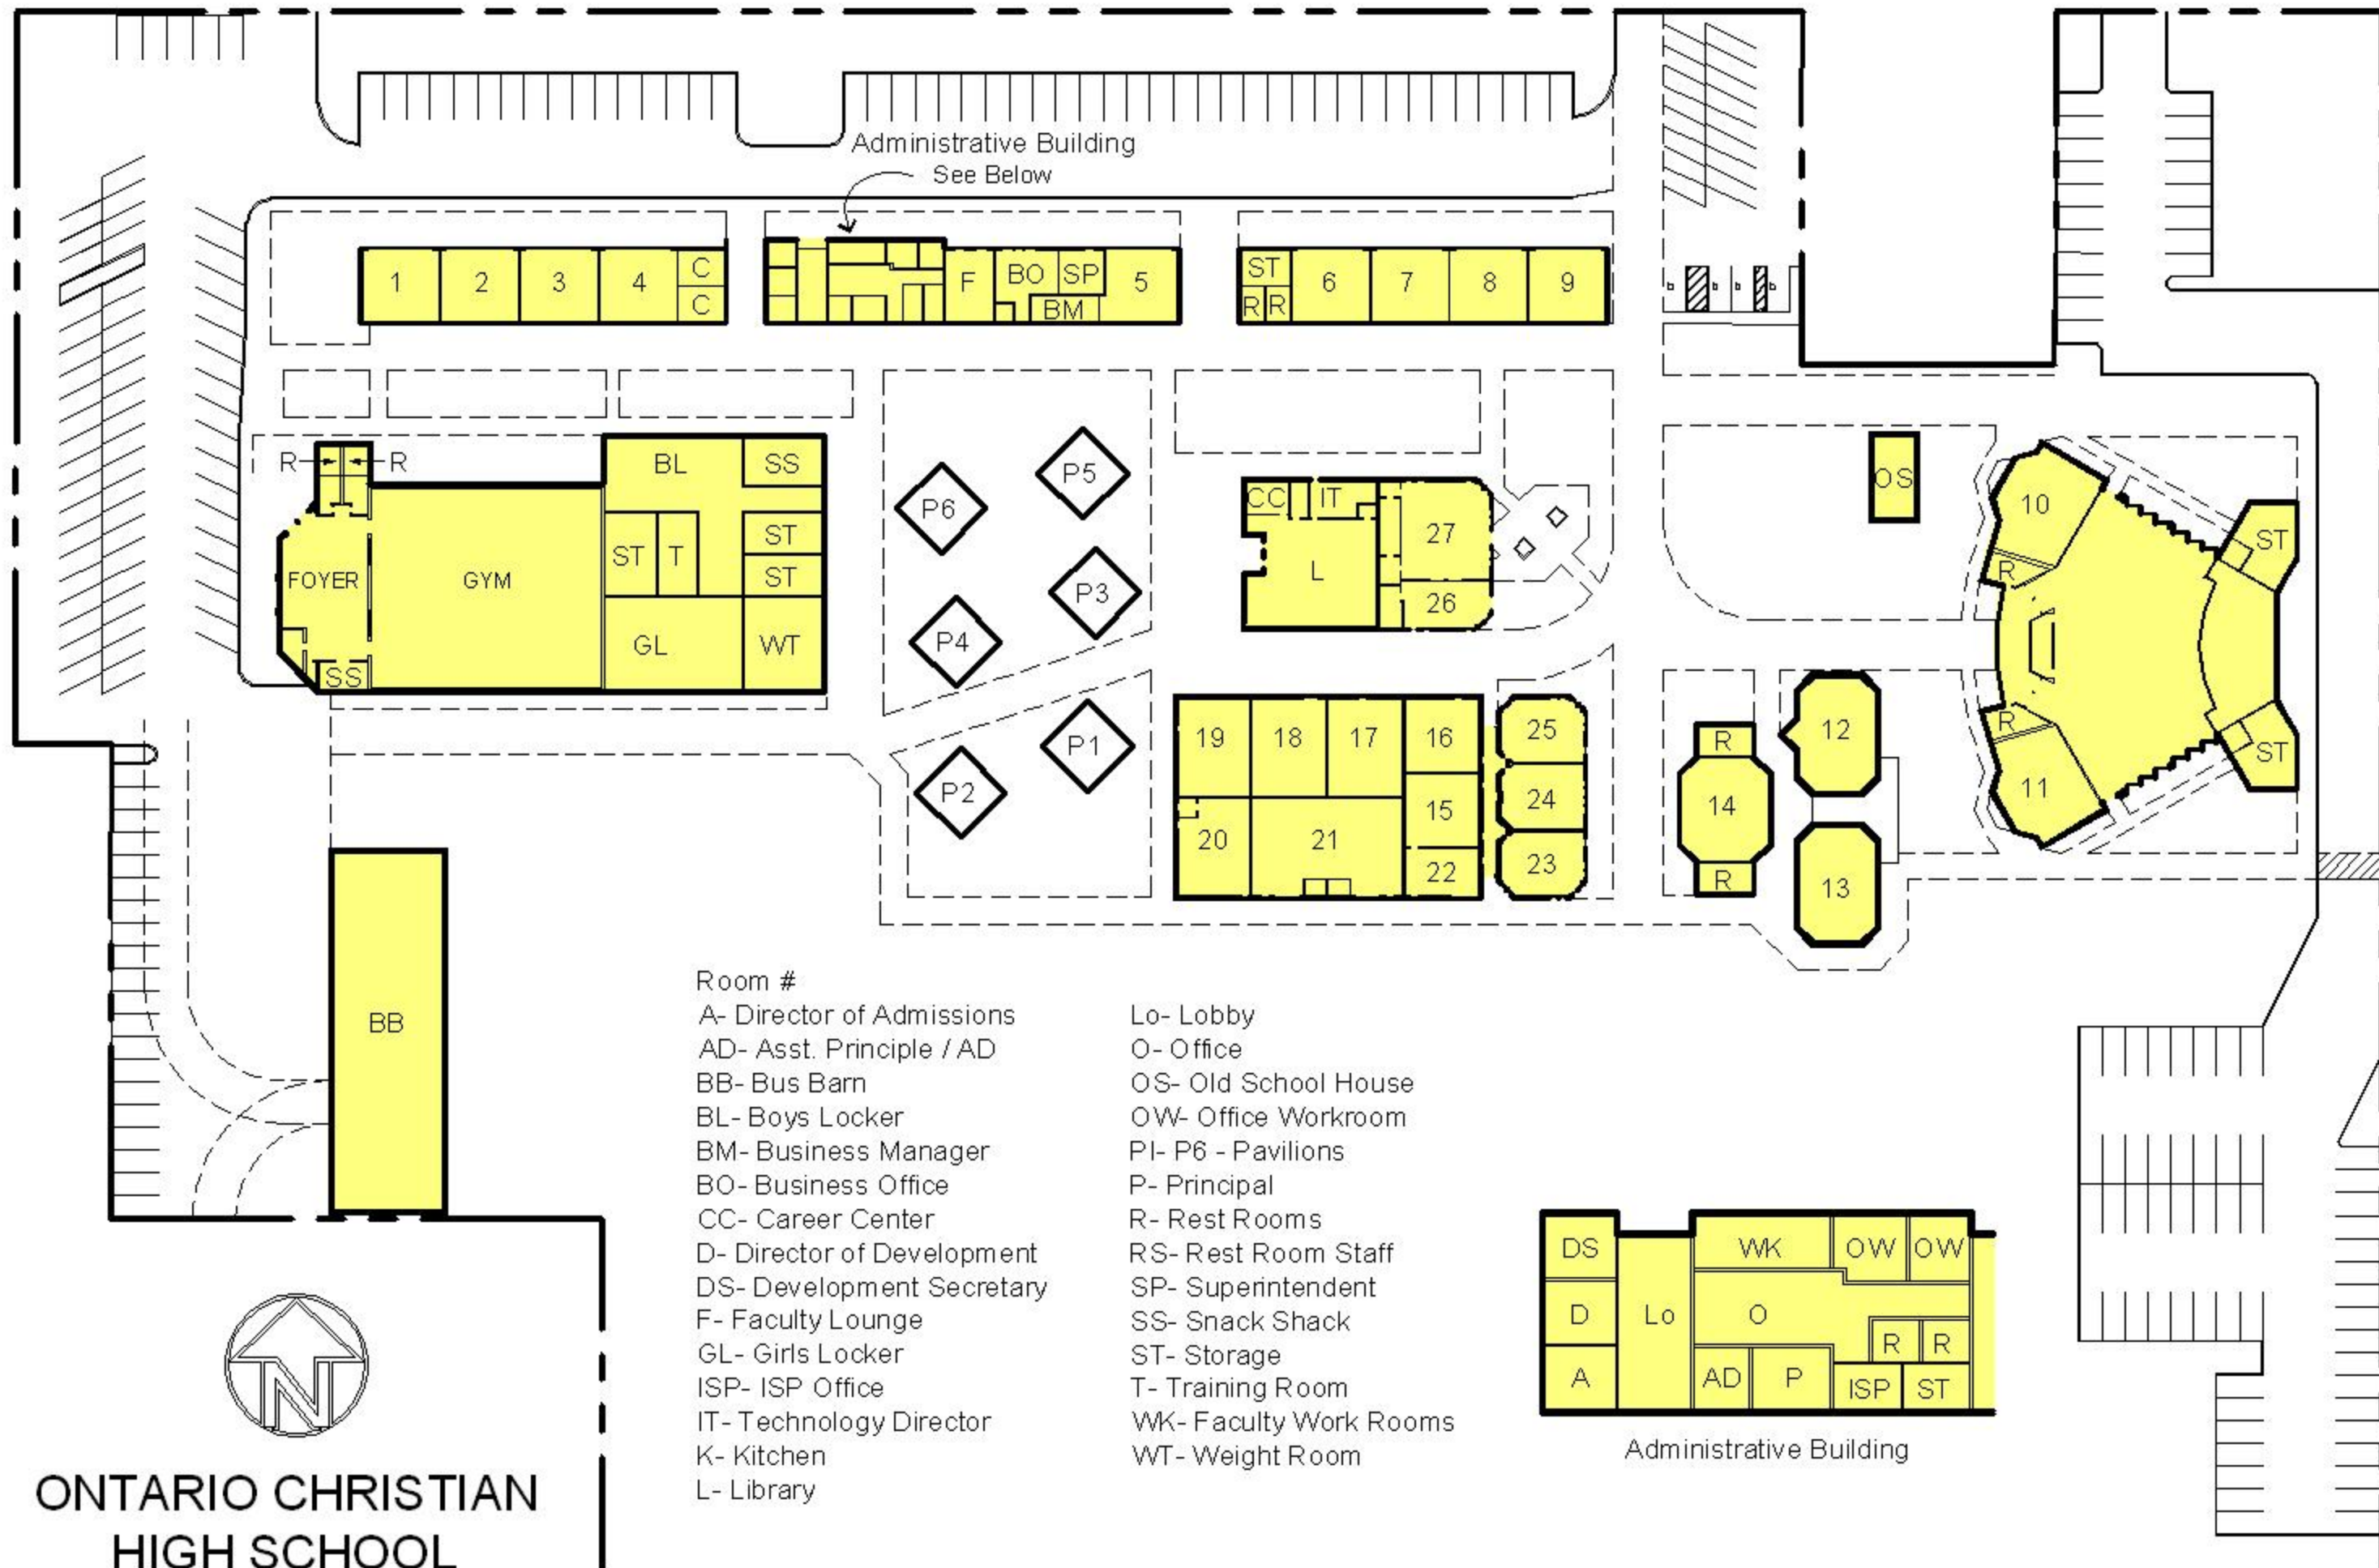 Administrative Building
See Below
1
2
3
4
C
C
F
BO
SP
BM
5
ST
R
R
6
7
8
9
R
R
BL
SS
FOYER
GYM
ST
T
ST
ST
GL
WT
SS
P6
P5
P4
P3
P2
P1
CC
IT
L
27
26
OS
10
R
ST
R
11
ST
19
18
17
16
20
21
15
22
25
24
23
R
14
R
12
13
BB
Room #
A- Director of Admissions
AD- Asst. Principle / AD
BB- Bus Barn
BL- Boys Locker
BM- Business Manager
BO- Business Office
CC- Career Center
D- Director of Development
DS- Development Secretary
F- Faculty Lounge
GL- Girls Locker
ISP- ISP Office
IT- Technology Director
K- Kitchen
L- Library
Lo- Lobby
O- Office
OS- Old School House
OW- Office Workroom
PI- P6 - Pavilions
P- Principal
R- Rest Rooms
RS- Rest Room Staff
SP- Superintendent
SS- Snack Shack
ST- Storage
T- Training Room
WK- Faculty Work Rooms
WT- Weight Room
DS
WK
OW
OW
D
Lo
O
R
R
A
AD
P
ISP
ST
Administrative Building
N
ONTARIO CHRISTIAN
HIGH SCHOOL